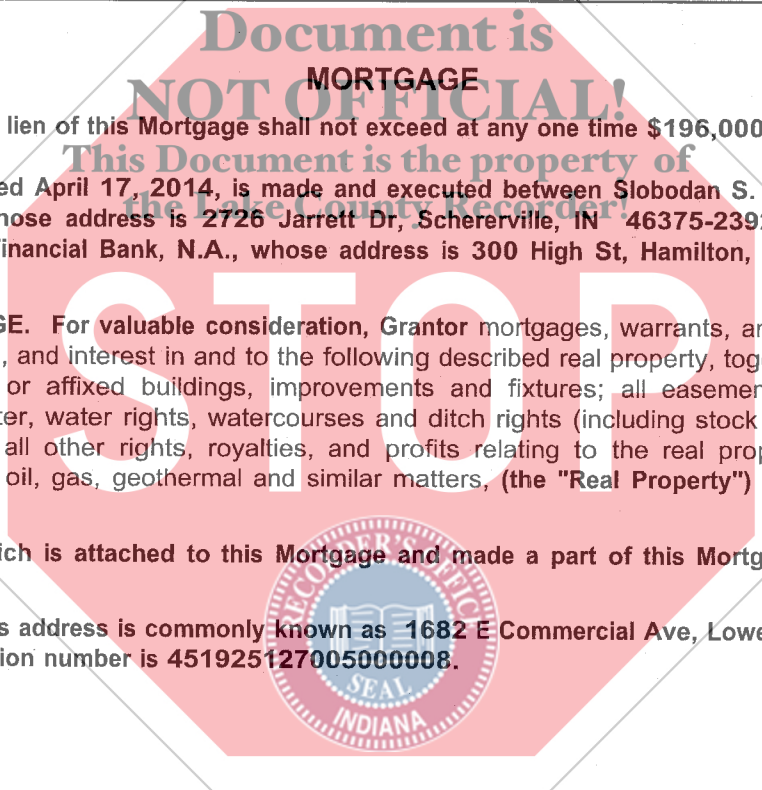 Document is
MORTGAGE
NOT OFFICIAL!
lien of this Mortgage shall not exceed at any one time $196,000
This Document is the property of
ed April 17, 2014, is made and executed between Slobodan S.
the Lake County Recorder!
hose address is 2726 Jarrett Dr, Schererville, IN 46375-2392
Financial Bank, N.A., whose address is 300 High St, Hamilton,
GE. For valuable consideration, Grantor mortgages, warrants, an
, and interest in and to the following described real property, tog
or affixed buildings, improvements and fixtures; all easemen
ter, water rights, watercourses and ditch rights (including stock
all other rights, royalties, and profits relating to the real prop
oil, gas, geothermal and similar matters, (the "Real Property")
STOP
ich is attached to this Mortgage and made a part of this Mortg
s address is commonly known as 1682 E Commercial Ave, Lowe
ion number is 451925127005000008.
RECORDER'S OFFICE
SEAL
INDIANA